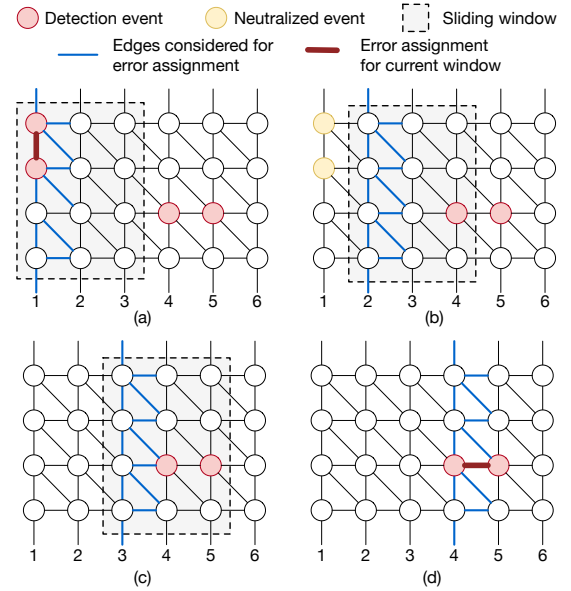 Detection event
Neutralized event
Sliding window
Edges considered for
error assignment
Error assignment
for current window
1 2 3 4 5 6
(a)
1 2 3 4 5 6
(b)
1 2 3 4 5 6
(c)
1 2 3 4 5 6
(d)